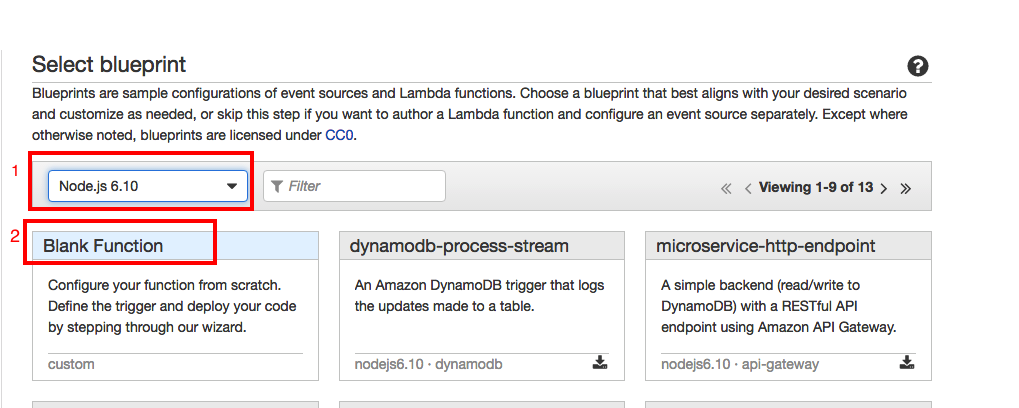 Select blueprint
?
Blueprints are sample configurations of event sources and Lambda functions. Choose a blueprint that best aligns with your desired scenario
and customize as needed, or skip this step if you want to author a Lambda function and configure an event source separately. Except where
otherwise noted, blueprints are licensed under CC0.
1
Node.js 6.10
Filter
« < Viewing 1-9 of 13 > »
2
Blank Function
Configure your function from scratch.
Define the trigger and deploy your code
by stepping through our wizard.
custom
dynamodb-process-stream
An Amazon DynamoDB trigger that logs
the updates made to a table.
nodejs6.10 · dynamodb
microservice-http-endpoint
A simple backend (read/write to
DynamoDB) with a RESTful API
endpoint using Amazon API Gateway.
nodejs6.10 · api-gateway